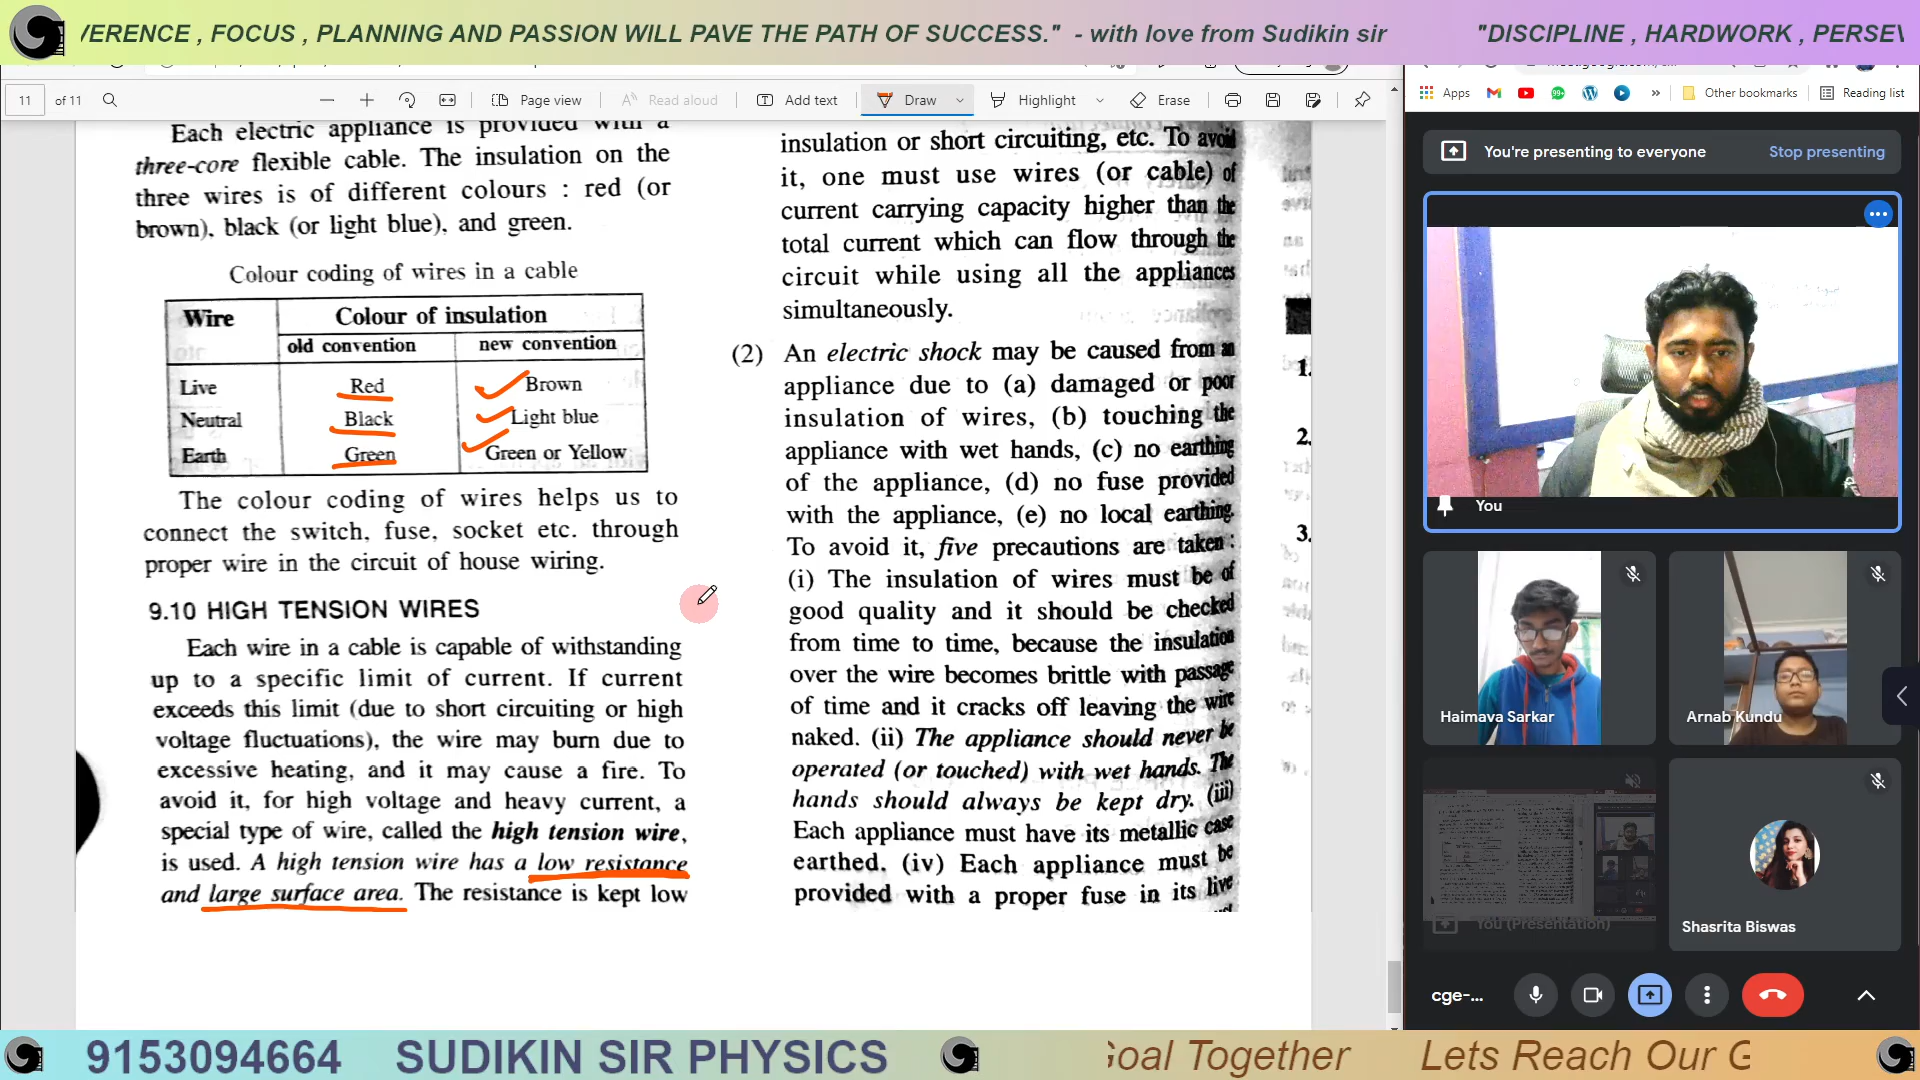 VERENCE , FOCUS , PLANNING AND PASSION WILL PAVE THE PATH OF SUCCESS." - with love from Sudikin sir "DISCIPLINE , HARDWORK , PERSEV
11 of 11
Page view
Read aloud
Add text
Draw
Highlight
Erase
Each electric appliance is provided with a
three-core flexible cable. The insulation on the
three wires is of different colours : red (or
brown), black (or light blue), and green.
Colour coding of wires in a cable
Wire Colour of insulation
old convention new convention
Live Red Brown
Neutral Black Light blue
Earth Green Green or Yellow
The colour coding of wires helps us to
connect the switch, fuse, socket etc. through
proper wire in the circuit of house wiring.
9.10 HIGH TENSION WIRES
Each wire in a cable is capable of withstanding
up to a specific limit of current. If current
exceeds this limit (due to short circuiting or high
voltage fluctuations), the wire may burn due to
excessive heating, and it may cause a fire. To
avoid it, for high voltage and heavy current, a
special type of wire, called the high tension wire,
is used. A high tension wire has a low resistance
and large surface area. The resistance is kept low
insulation or short circuiting, etc. To avoid
it, one must use wires (or cable) of
current carrying capacity higher than the
total current which can flow through the
circuit while using all the appliances
simultaneously.
(2) An electric shock may be caused from an
appliance due to (a) damaged or poor
insulation of wires, (b) touching the
appliance with wet hands, (c) no earthing
of the appliance, (d) no fuse provided
with the appliance, (e) no local earthing.
To avoid it, five precautions are taken :
(i) The insulation of wires must be of
good quality and it should be checked
from time to time, because the insulation
over the wire becomes brittle with passage
of time and it cracks off leaving the wire
naked. (ii) The appliance should never be
operated (or touched) with wet hands. The
hands should always be kept dry. (iii)
Each appliance must have its metallic case
earthed. (iv) Each appliance must be
provided with a proper fuse in its live
1.
2.
3.
Apps
Other bookmarks
Reading list
You're presenting to everyone
Stop presenting
You
Haimava Sarkar
Arnab Kundu
You (Presentation)
Shasrita Biswas
cge-...
9153094664 SUDIKIN SIR PHYSICS Goal Together Lets Reach Our G